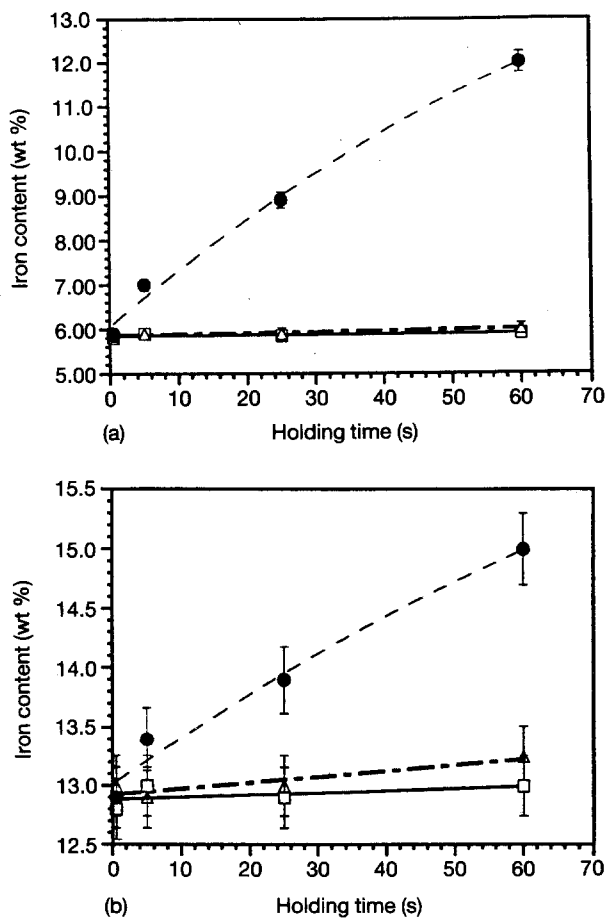 13.0
12.0
11.0
10.0
9.00
8.00
7.00
6.00
5.00
Iron content (wt %)
0 10 20 30 40 50 60 70
(a) Holding time (s)
15.5
15.0
14.5
14.0
13.5
13.0
12.5
Iron content (wt %)
0 10 20 30 40 50 60 70
(b) Holding time (s)